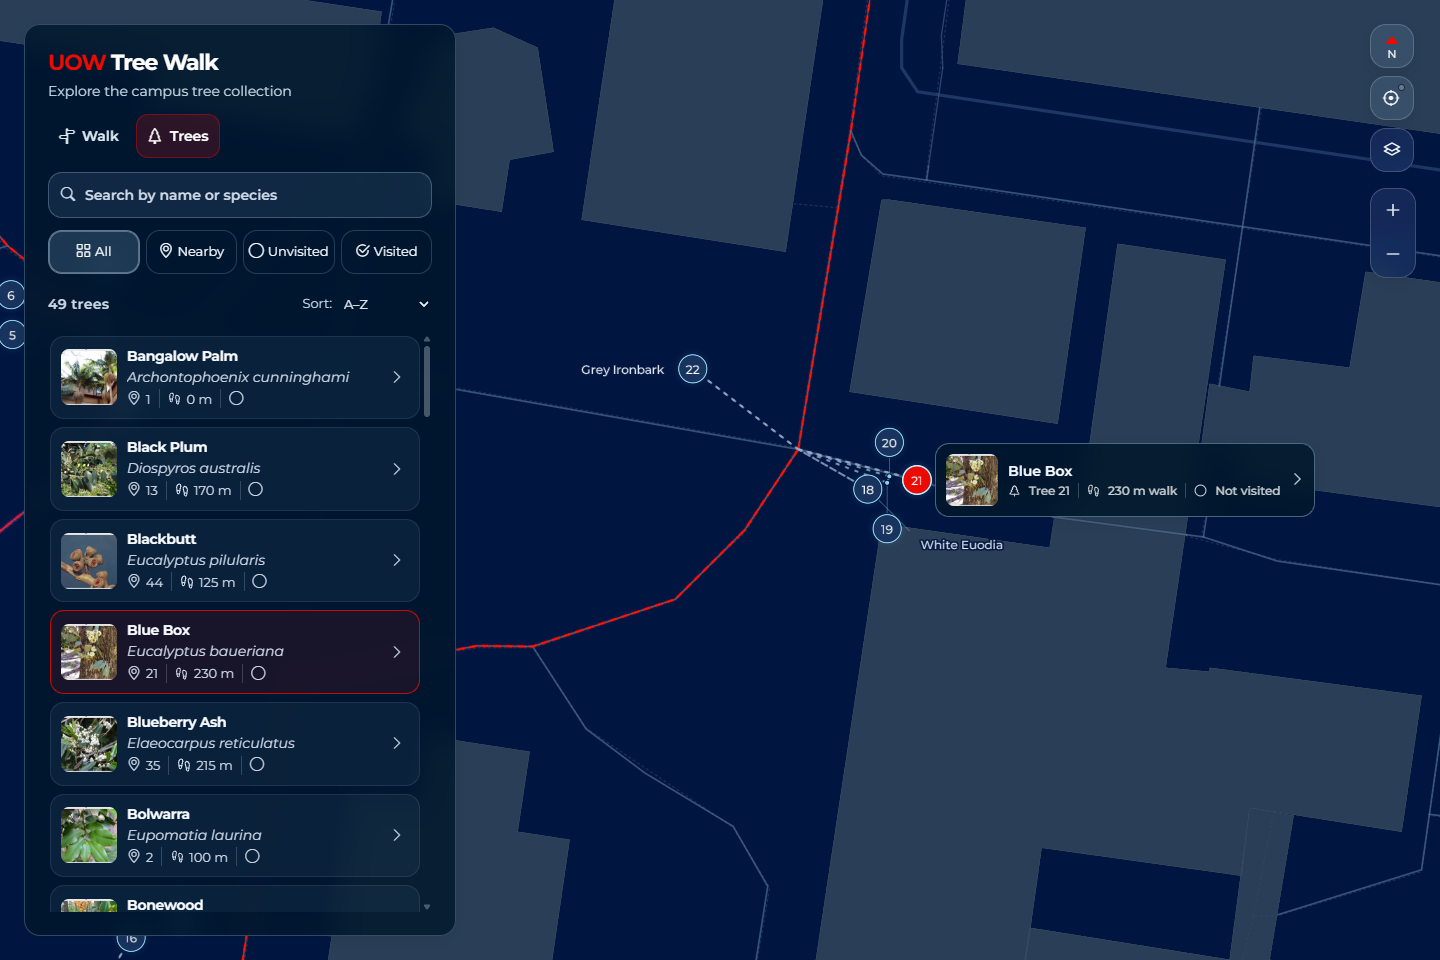 UOW Tree Walk
Explore the campus tree collection
Walk
Trees
Search by name or species
All
Nearby
Unvisited
Visited
49 trees
Sort: A–Z
Bangalow Palm
Archontophoenix cunninghami
1 0 m
Black Plum
Diospyros australis
13 170 m
Blackbutt
Eucalyptus pilularis
44 125 m
Blue Box
Eucalyptus baueriana
21 230 m
Blueberry Ash
Elaeocarpus reticulatus
35 215 m
Bolwarra
Eupomatia laurina
2 100 m
Bonewood
6
5
16
Grey Ironbark
22
20
21
18
19
White Euodia
Blue Box
Tree 21 230 m walk Not visited
N
+
−